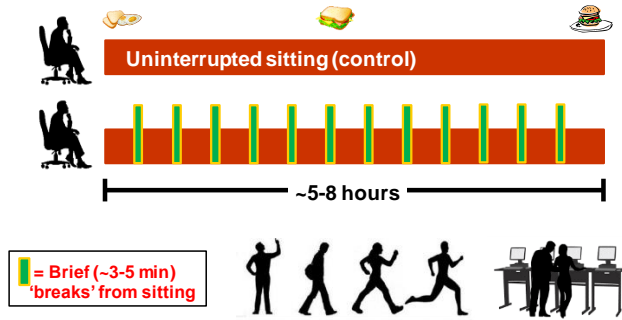 Uninterrupted sitting (control)
~5-8 hours
= Brief (~3-5 min)
'breaks' from sitting